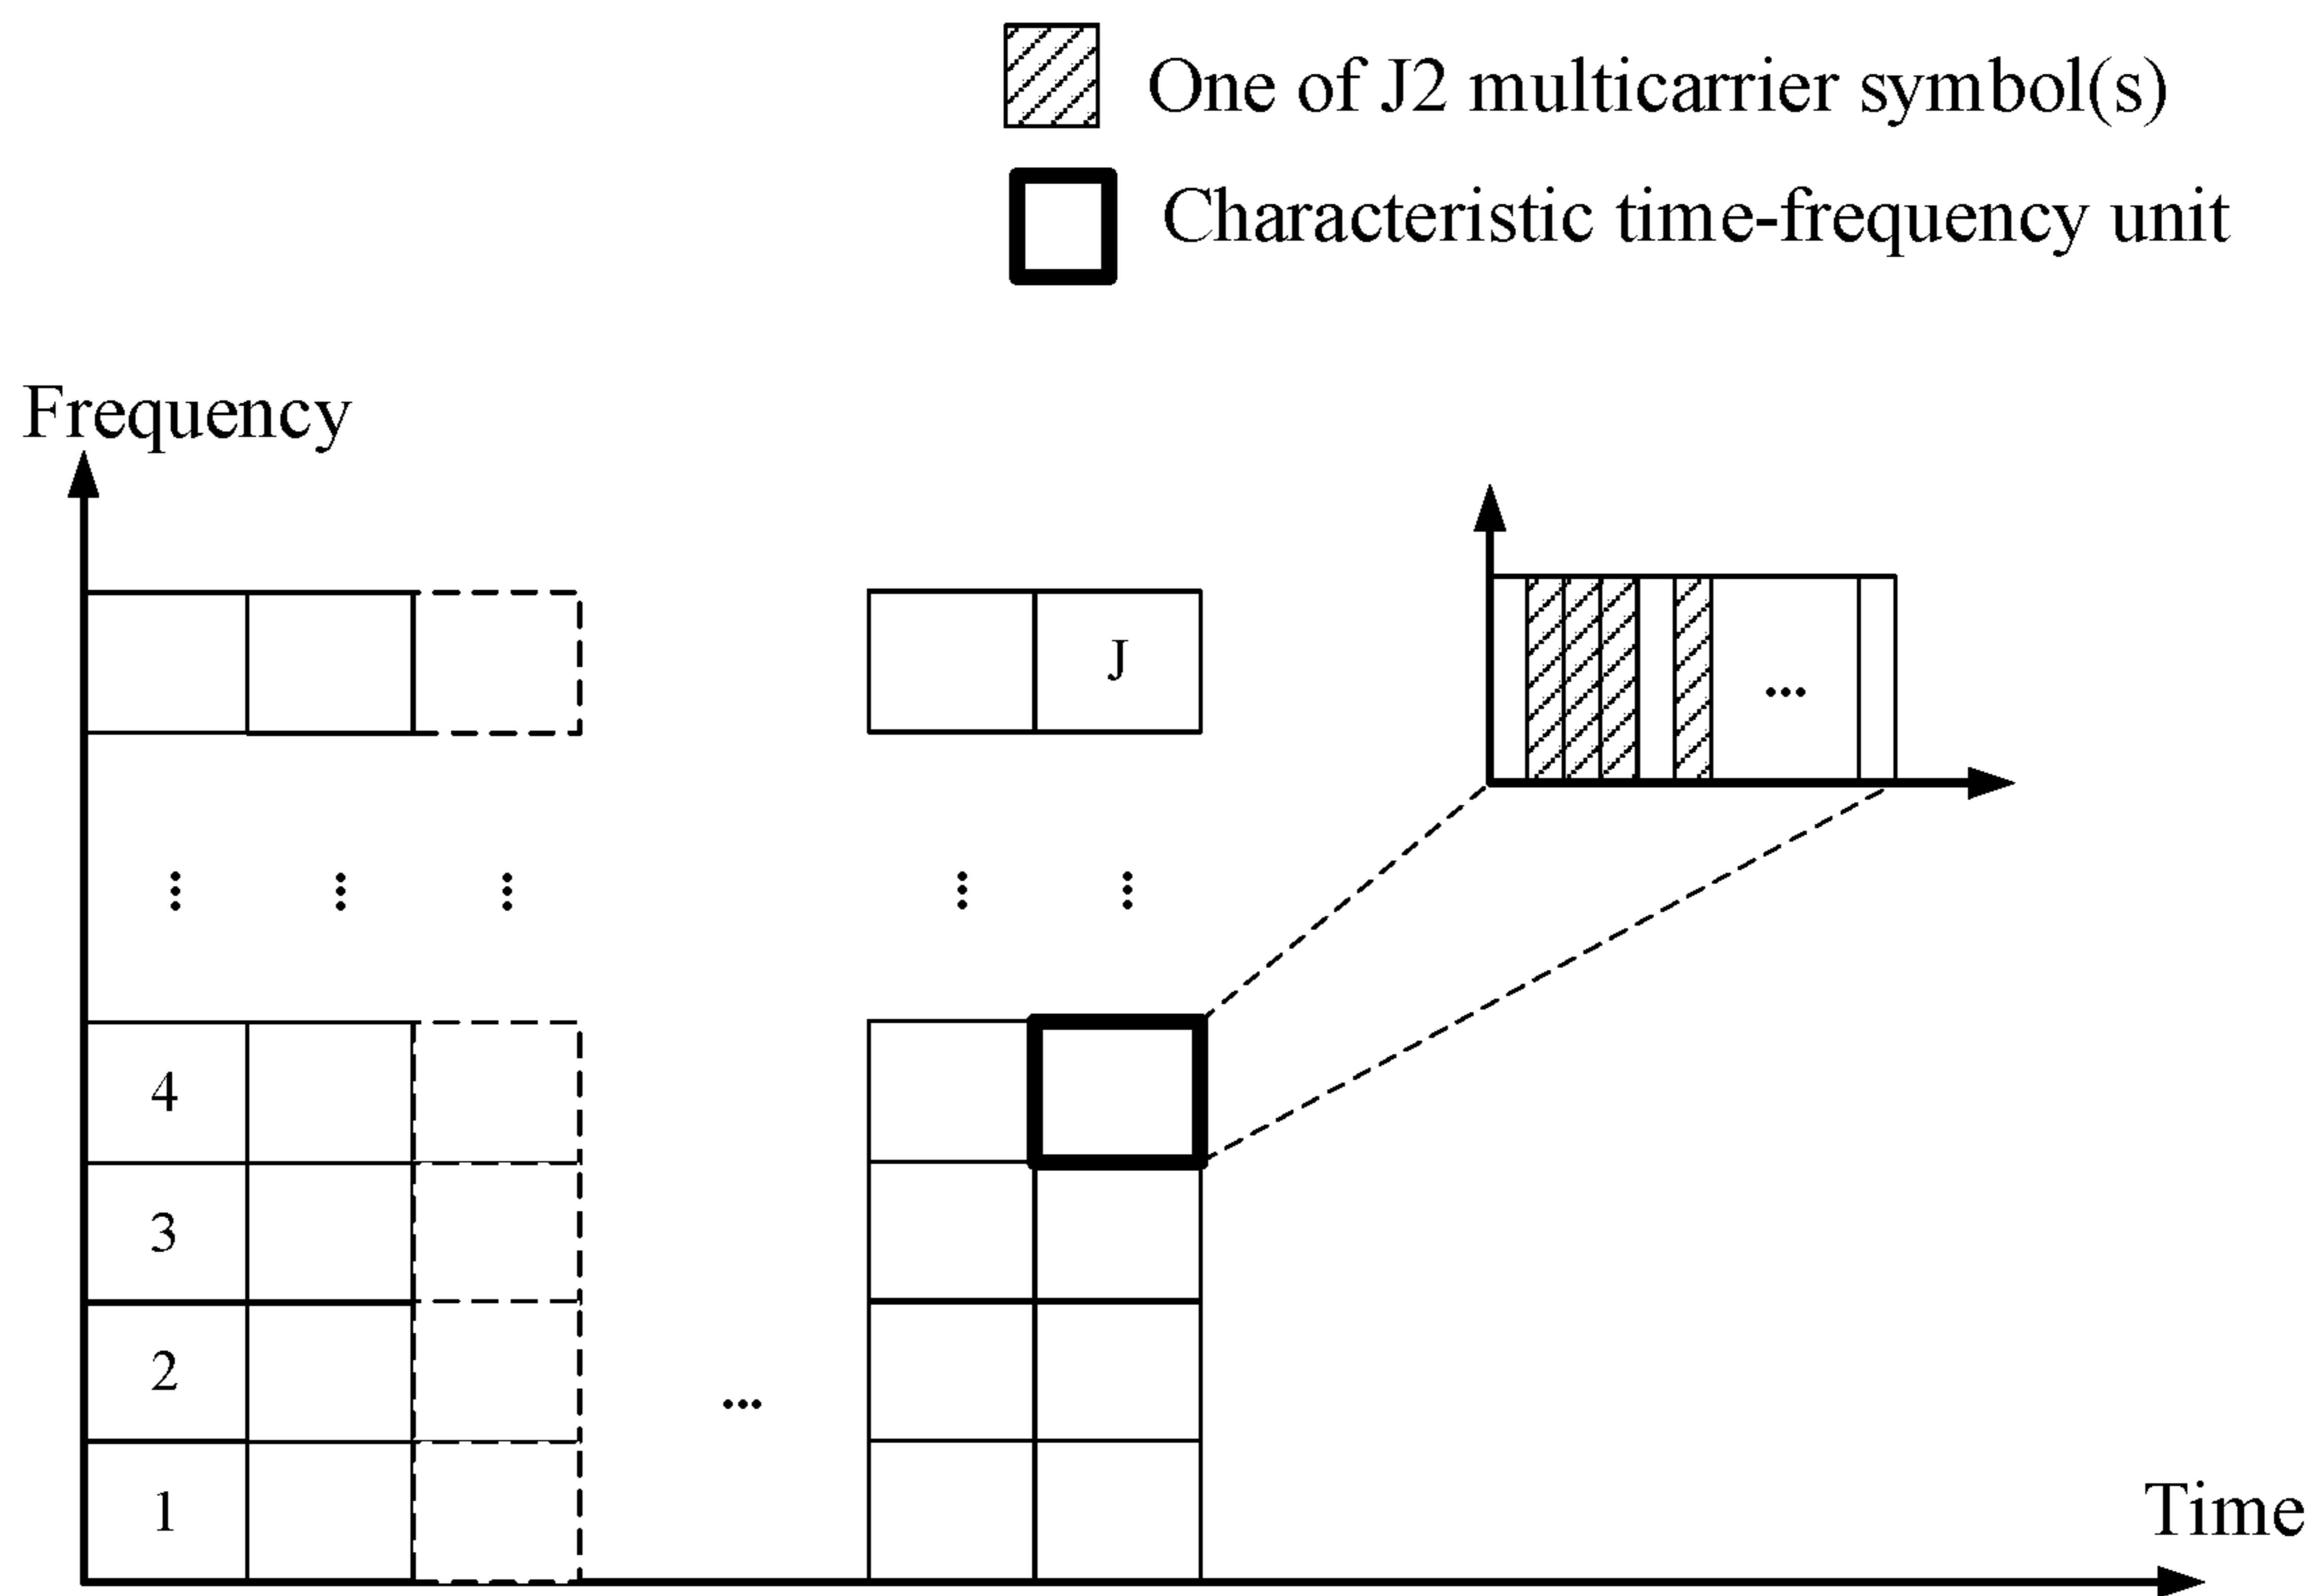 One of J2 multicarrier symbol(s)
Characteristic time-frequency unit
Frequency
J
...
4
3
2
...
1
Time